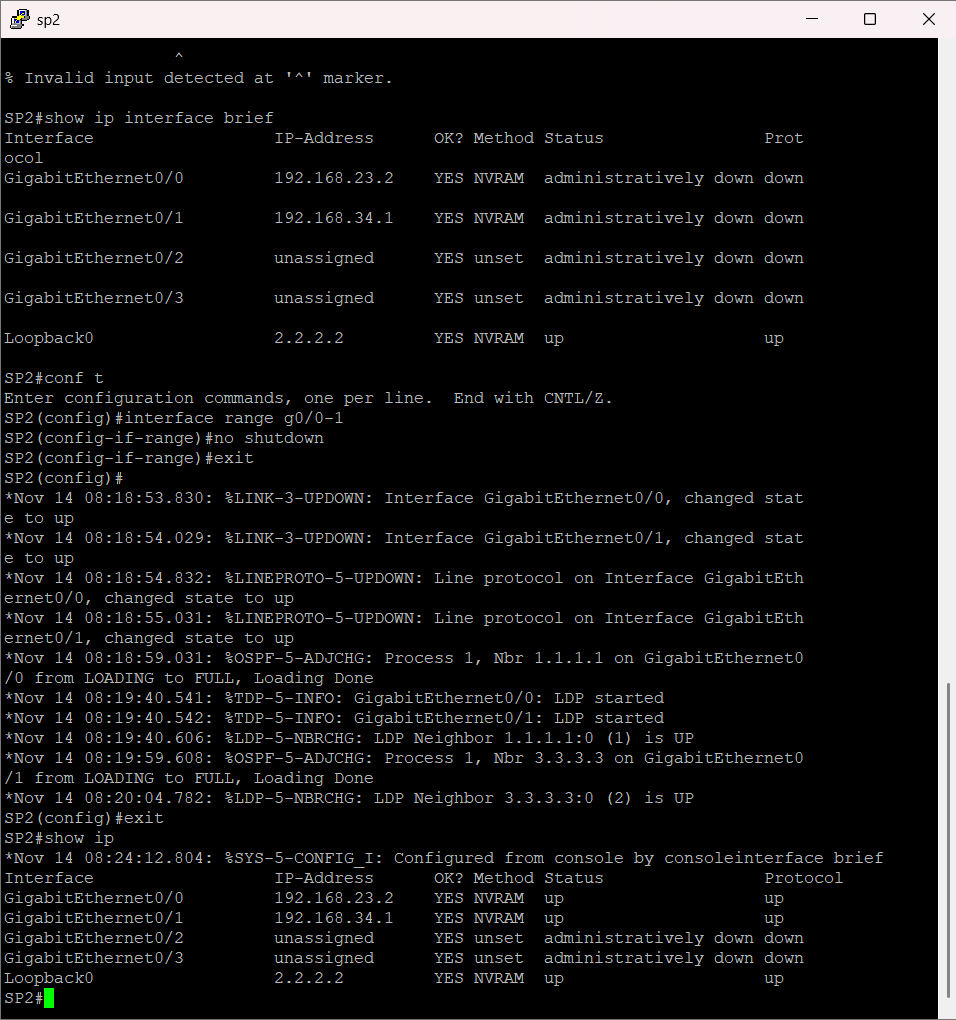 sp2
^
% Invalid input detected at '^' marker.
SP2#show ip interface brief
Interface                  IP-Address      OK? Method Status                Prot
ocol
GigabitEthernet0/0         192.168.23.2    YES NVRAM  administratively down down
GigabitEthernet0/1         192.168.34.1    YES NVRAM  administratively down down
GigabitEthernet0/2         unassigned      YES unset  administratively down down
GigabitEthernet0/3         unassigned      YES unset  administratively down down
Loopback0                  2.2.2.2         YES NVRAM  up                    up
SP2#conf t
Enter configuration commands, one per line.  End with CNTL/Z.
SP2(config)#interface range g0/0-1
SP2(config-if-range)#no shutdown
SP2(config-if-range)#exit
SP2(config)#
*Nov 14 08:18:53.830: %LINK-3-UPDOWN: Interface GigabitEthernet0/0, changed stat
e to up
*Nov 14 08:18:54.029: %LINK-3-UPDOWN: Interface GigabitEthernet0/1, changed stat
e to up
*Nov 14 08:18:54.832: %LINEPROTO-5-UPDOWN: Line protocol on Interface GigabitEth
ernet0/0, changed state to up
*Nov 14 08:18:55.031: %LINEPROTO-5-UPDOWN: Line protocol on Interface GigabitEth
ernet0/1, changed state to up
*Nov 14 08:18:59.031: %OSPF-5-ADJCHG: Process 1, Nbr 1.1.1.1 on GigabitEthernet0
/0 from LOADING to FULL, Loading Done
*Nov 14 08:19:40.541: %TDP-5-INFO: GigabitEthernet0/0: LDP started
*Nov 14 08:19:40.542: %TDP-5-INFO: GigabitEthernet0/1: LDP started
*Nov 14 08:19:40.606: %LDP-5-NBRCHG: LDP Neighbor 1.1.1.1:0 (1) is UP
*Nov 14 08:19:59.608: %OSPF-5-ADJCHG: Process 1, Nbr 3.3.3.3 on GigabitEthernet0
/1 from LOADING to FULL, Loading Done
*Nov 14 08:20:04.782: %LDP-5-NBRCHG: LDP Neighbor 3.3.3.3:0 (2) is UP
SP2(config)#exit
SP2#show ip
*Nov 14 08:24:12.804: %SYS-5-CONFIG_I: Configured from console by consoleinterface brief
Interface                  IP-Address      OK? Method Status                Protocol
GigabitEthernet0/0         192.168.23.2    YES NVRAM  up                    up
GigabitEthernet0/1         192.168.34.1    YES NVRAM  up                    up
GigabitEthernet0/2         unassigned      YES unset  administratively down down
GigabitEthernet0/3         unassigned      YES unset  administratively down down
Loopback0                  2.2.2.2         YES NVRAM  up                    up
SP2#